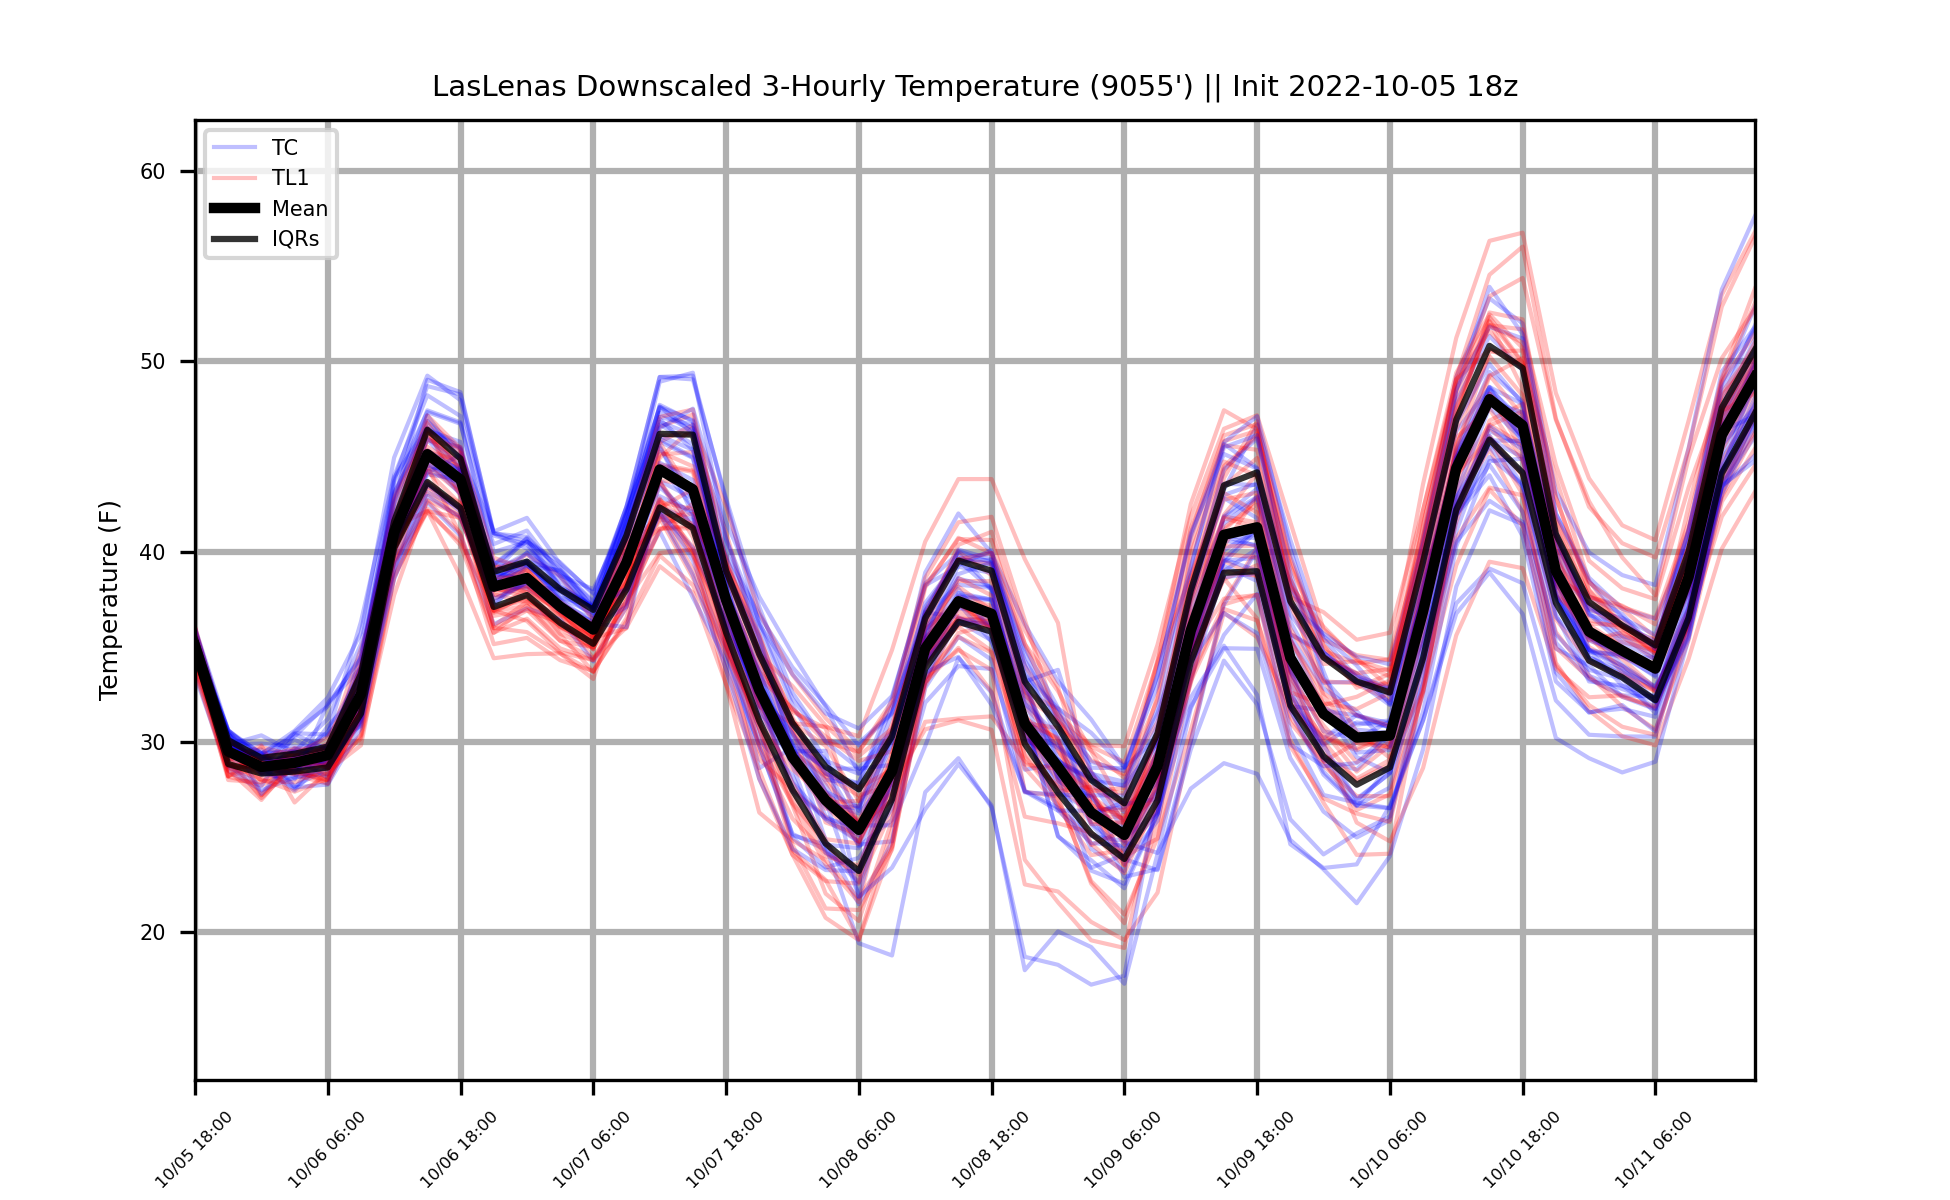 LasLenas Downscaled 3-Hourly Temperature (9055') || Init 2022-10-05 18z
TC
TL1
Mean
IQRs
Temperature (F)
60
50
40
30
20
10/05 18:00
10/06 06:00
10/06 18:00
10/07 06:00
10/07 18:00
10/08 06:00
10/08 18:00
10/09 06:00
10/09 18:00
10/10 06:00
10/10 18:00
10/11 06:00